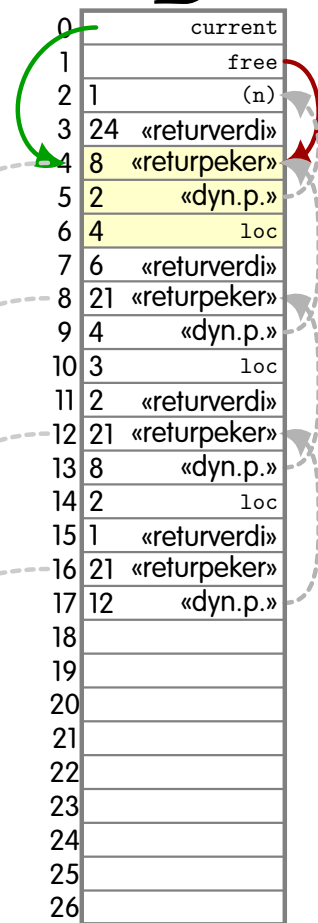 0 current
1 free
2 1 (n)
3 24 «returverdi»
4 8 «returpeker»
5 2 «dyn.p.»
6 4 loc
7 6 «returverdi»
8 21 «returpeker»
9 4 «dyn.p.»
10 3 loc
11 2 «returverdi»
12 21 «returpeker»
13 8 «dyn.p.»
14 2 loc
15 1 «returverdi»
16 21 «returpeker»
17 12 «dyn.p.»
18
19
20
21
22
23
24
25
26